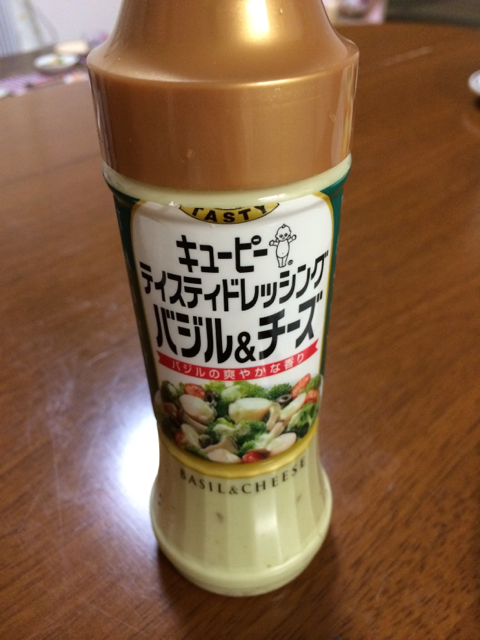 TASTY
キューピー
®
テイスティドレッシング
バジル&チーズ
バジルの爽やかな香り
BASIL&CHEESE